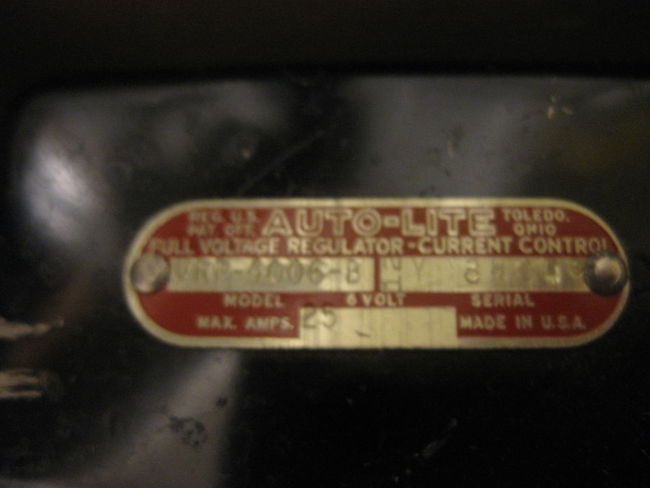 REG. U.S. PAT. OFF. AUTO-LITE TOLEDO, OHIO
FULL VOLTAGE REGULATOR-CURRENT CONTROL
MODEL 6 VOLT SERIAL
MAX. AMPS. 25 MADE IN U.S.A.